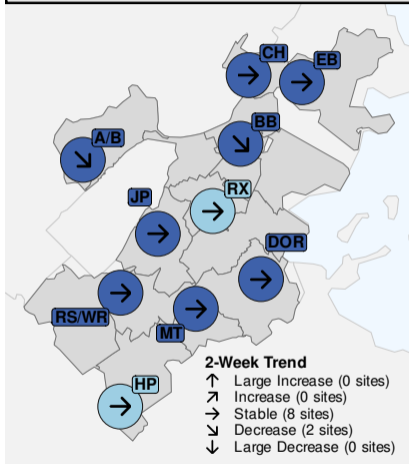 CH
EB
BB
A/B
RX
JP
DOR
RS/WR
MT
HP
2-Week Trend
↑ Large Increase (0 sites)
↗ Increase (0 sites)
→ Stable (8 sites)
↘ Decrease (2 sites)
↓ Large Decrease (0 sites)